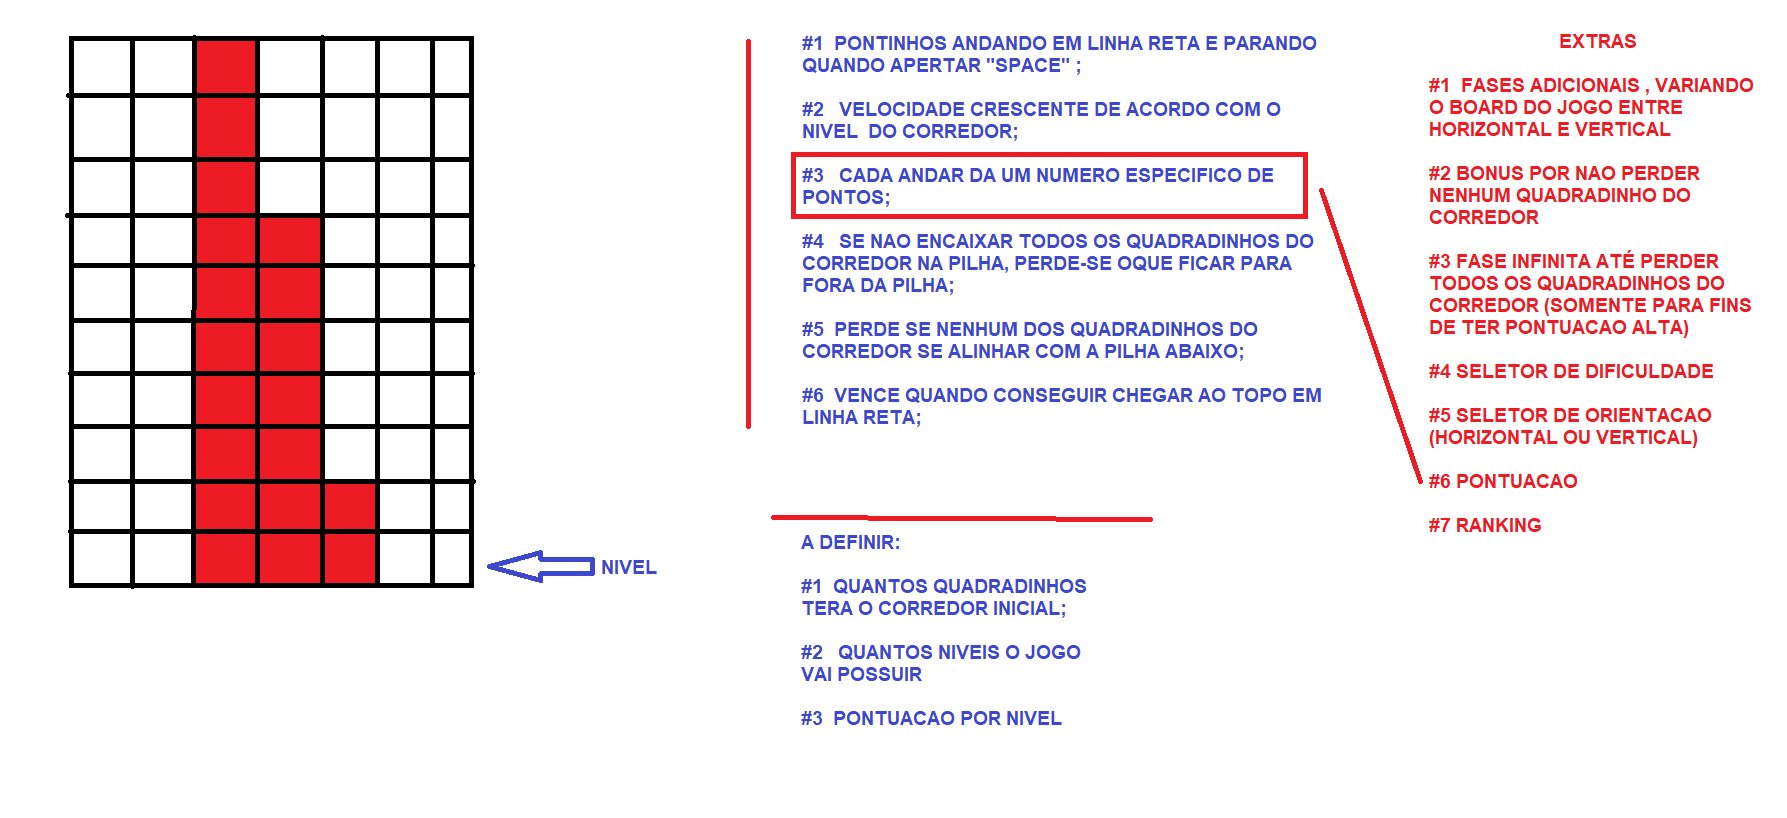 #1  PONTINHOS ANDANDO EM LINHA RETA E PARANDO
QUANDO APERTAR "SPACE" ;
#2   VELOCIDADE CRESCENTE DE ACORDO COM O
NIVEL  DO CORREDOR;
#3   CADA ANDAR DA UM NUMERO ESPECIFICO DE
PONTOS;
#4   SE NAO ENCAIXAR TODOS OS QUADRADINHOS DO
CORREDOR NA PILHA, PERDE-SE OQUE FICAR PARA
FORA DA PILHA;
#5  PERDE SE NENHUM DOS QUADRADINHOS DO
CORREDOR SE ALINHAR COM A PILHA ABAIXO;
#6  VENCE QUANDO CONSEGUIR CHEGAR AO TOPO EM
LINHA RETA;
NIVEL
A DEFINIR:
#1  QUANTOS QUADRADINHOS
TERA O CORREDOR INICIAL;
#2   QUANTOS NIVEIS O JOGO
VAI POSSUIR
#3  PONTUACAO POR NIVEL
EXTRAS
#1  FASES ADICIONAIS , VARIANDO
O BOARD DO JOGO ENTRE
HORIZONTAL E VERTICAL
#2 BONUS POR NAO PERDER
NENHUM QUADRADINHO DO
CORREDOR
#3 FASE INFINITA ATÉ PERDER
TODOS OS QUADRADINHOS DO
CORREDOR (SOMENTE PARA FINS
DE TER PONTUACAO ALTA)
#4 SELETOR DE DIFICULDADE
#5 SELETOR DE ORIENTACAO
(HORIZONTAL OU VERTICAL)
#6 PONTUACAO
#7 RANKING